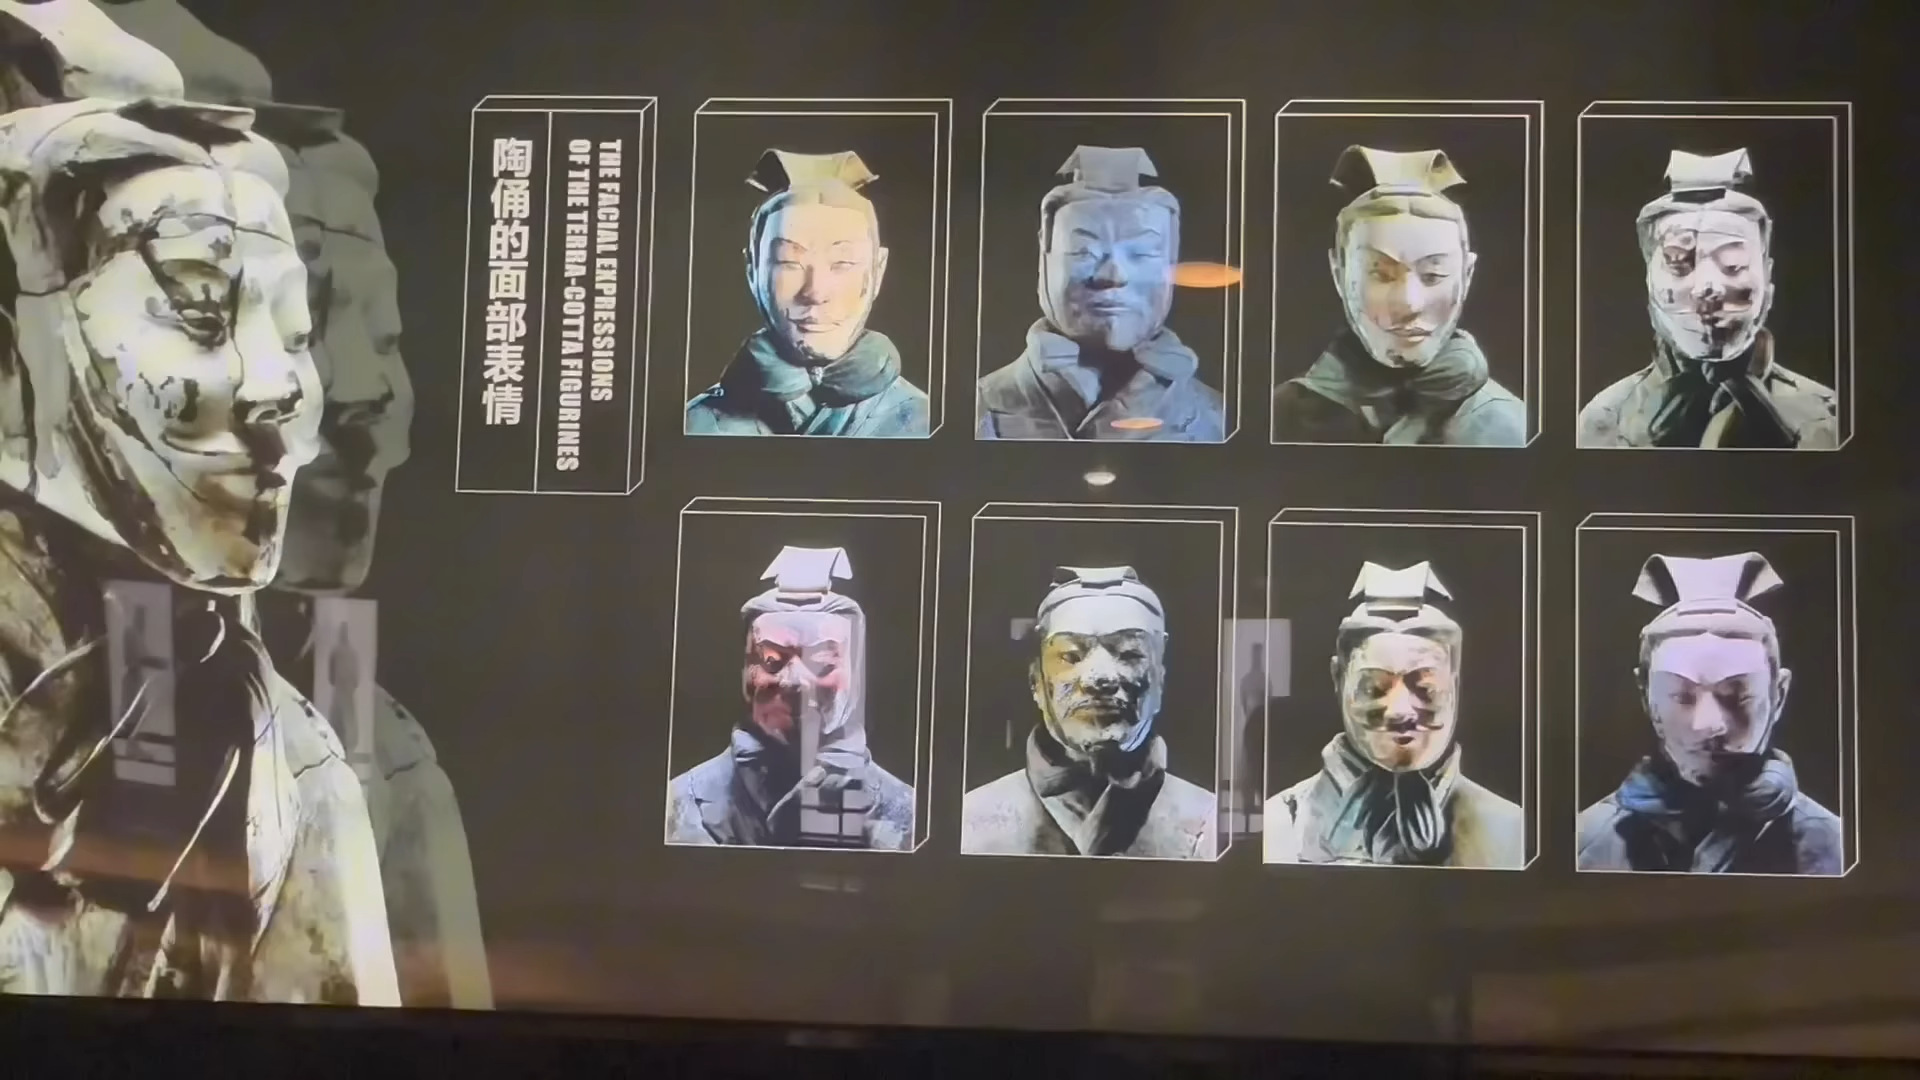 陶俑的面部表情
THE FACIAL EXPRESSIONS
OF THE TERRA-COTTA FIGURINES